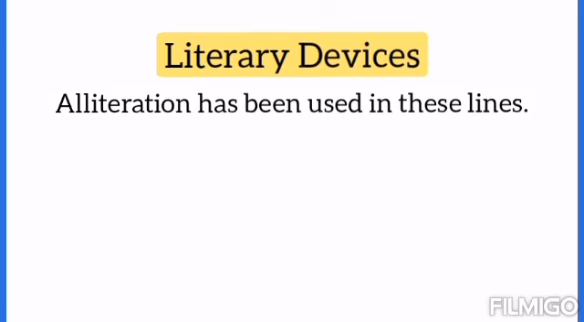 Literary Devices
Alliteration has been used in these lines.
FILMIGO